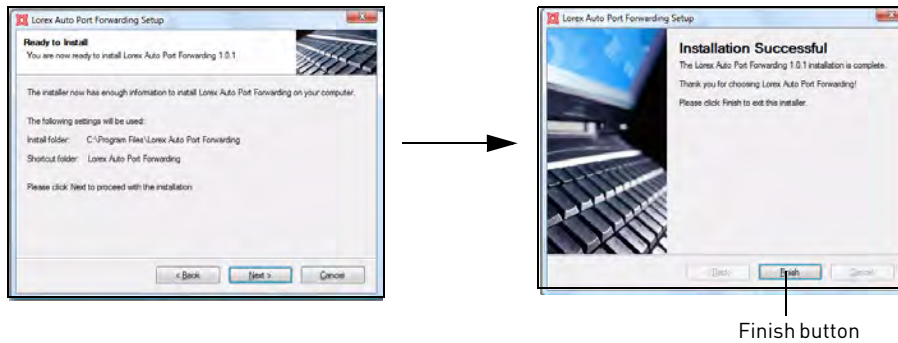 Lorex Auto Port Forwarding Setup
Ready to Install
You are now ready to install Lorex Auto Port Forwarding 1.0.1
The installer now has enough information to install Lorex Auto Port Forwarding on your computer.
The following settings will be used:
Install folder: C:\Program Files\Lorex Auto Port Forwarding
Shortcut folder: Lorex Auto Port Forwarding
Please click Next to proceed with the installation
< Back Next > Cancel
Lorex Auto Port Forwarding Setup
Installation Successful
The Lorex Auto Port Forwarding 1.0.1 installation is complete.
Thank you for choosing Lorex Auto Port Forwarding!
Please click Finish to exit this installer.
< Back Finish Cancel
Finish button